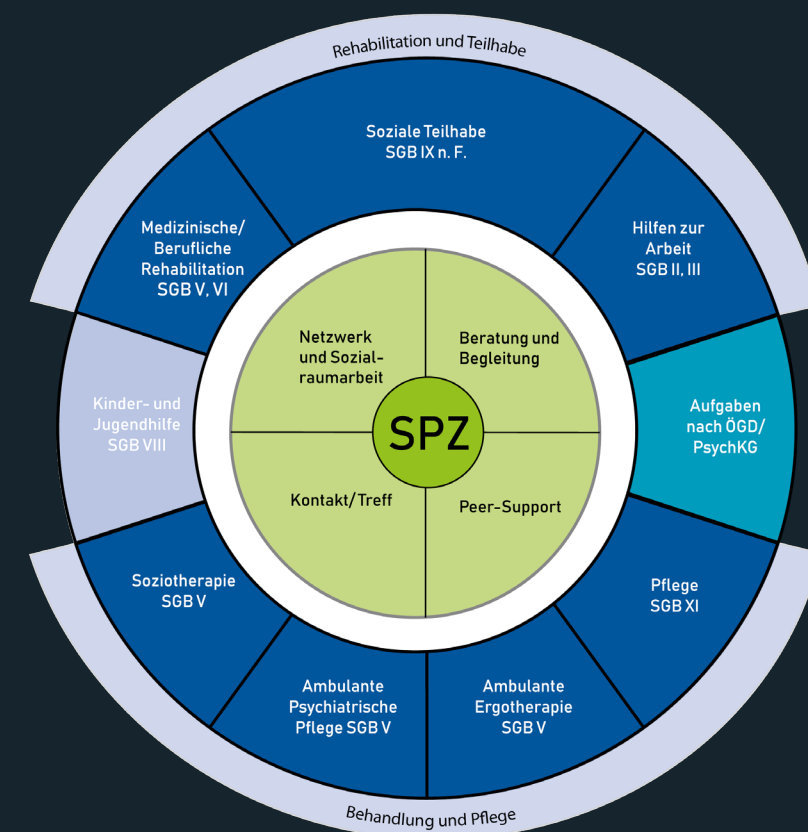 Rehabilitation und Teilhabe
Soziale Teilhabe
SGB IX n. F.
Medizinische/
Berufliche
Rehabilitation
SGB V, VI
Hilfen zur
Arbeit
SGB II, III
Netzwerk
und Sozial-
raumarbeit
Beratung und
Begleitung
Kinder- und
Jugendhilfe
SGB VIII
SPZ
Aufgaben
nach ÖGD/
PsychKG
Kontakt/Treff
Peer-Support
Soziotherapie
SGB V
Pflege
SGB XI
Ambulante
Psychiatrische
Pflege SGB V
Ambulante
Ergotherapie
SGB V
Behandlung und Pflege